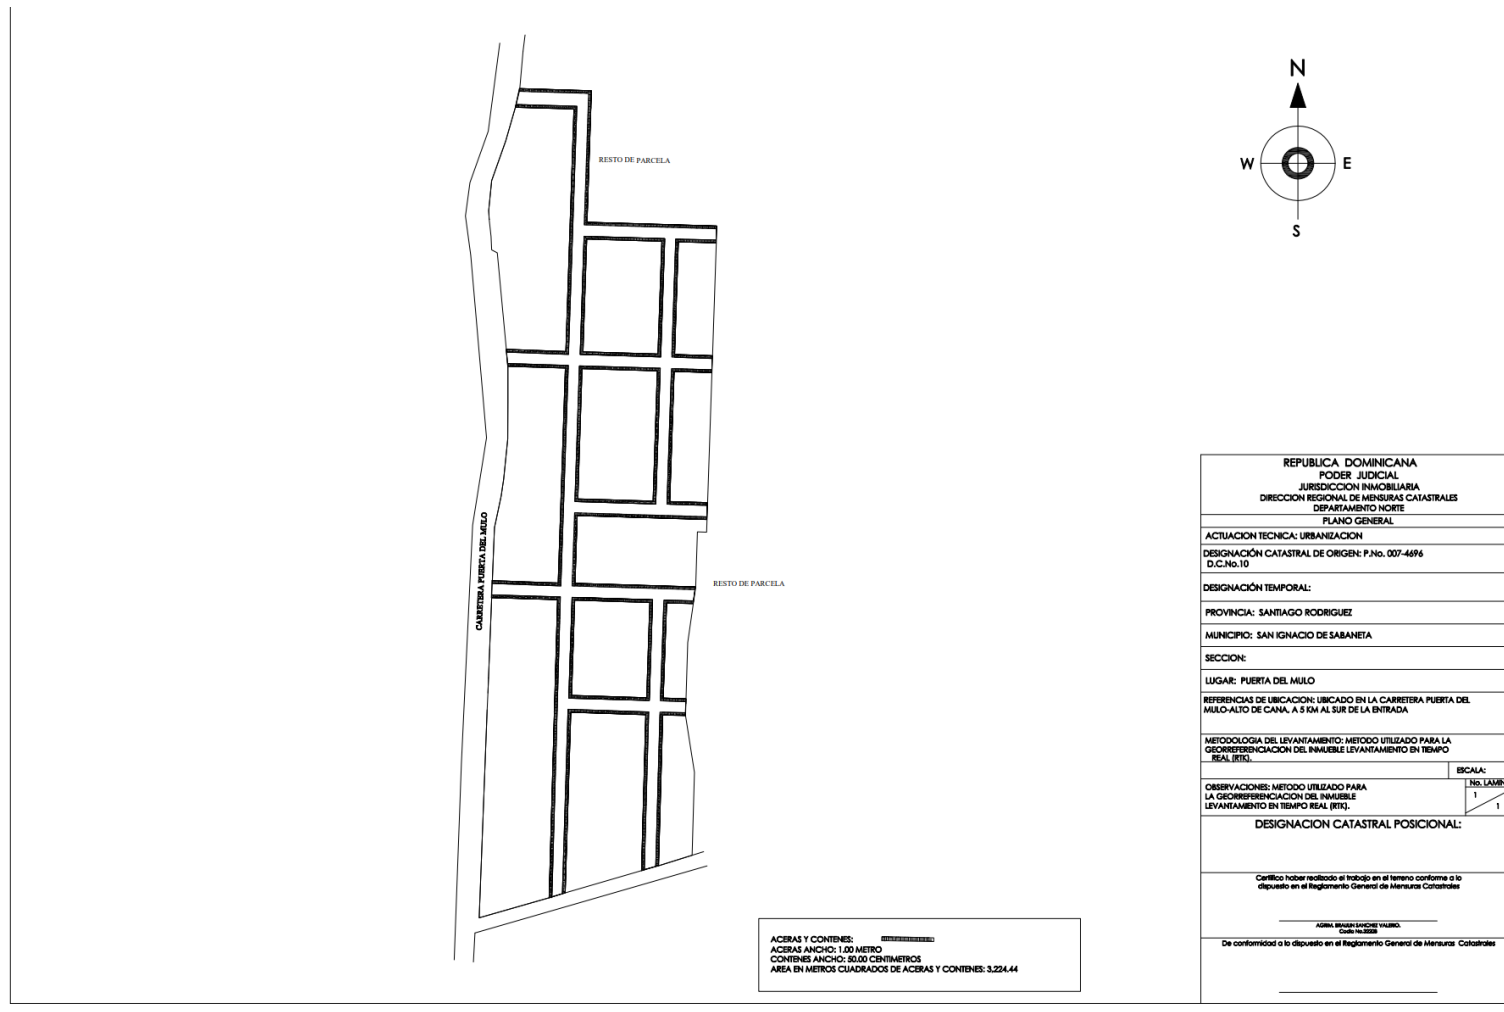 N
W
E
S
RESTO DE PARCELA
CARRETERA PUERTA DEL MULO
RESTO DE PARCELA
ACERAS Y CONTENES:
ACERAS ANCHO: 1.00 METRO
CONTENES ANCHO: 50.00 CENTIMETROS
AREA EN METROS CUADRADOS DE ACERAS Y CONTENES: 3,224.44
REPUBLICA DOMINICANA
PODER JUDICIAL
JURISDICCION INMOBILIARIA
DIRECCION REGIONAL DE MENSURAS CATASTRALES
DEPARTAMENTO NORTE
PLANO GENERAL
ACTUACION TECNICA: URBANIZACION
DESIGNACIÓN CATASTRAL DE ORIGEN: P.No. 007-4696
D.C.No.10
DESIGNACIÓN TEMPORAL:
PROVINCIA: SANTIAGO RODRIGUEZ
MUNICIPIO: SAN IGNACIO DE SABANETA
SECCION:
LUGAR: PUERTA DEL MULO
REFERENCIAS DE UBICACION: UBICADO EN LA CARRETERA PUERTA DEL
MULO-ALTO DE CANA, A 5 KM AL SUR DE LA ENTRADA
METODOLOGIA DEL LEVANTAMIENTO: METODO UTILIZADO PARA LA
GEORREFERENCIACION DEL INMUEBLE LEVANTAMIENTO EN TIEMPO
REAL (RTK).
ESCALA:
OBSERVACIONES: METODO UTILIZADO PARA
LA GEORREFERENCIACION DEL INMUEBLE
LEVANTAMIENTO EN TIEMPO REAL (RTK).
No. LAMIN
1
1
DESIGNACION CATASTRAL POSICIONAL:
Certifico haber realizado el trabajo en el terreno conforme a lo
dispuesto en el Reglamento General de Mensuras Catastrales
AGRIM. SANCHEZ VALERIO.
De conformidad a lo dispuesto en el Reglamento General de Mensuras Catastrales